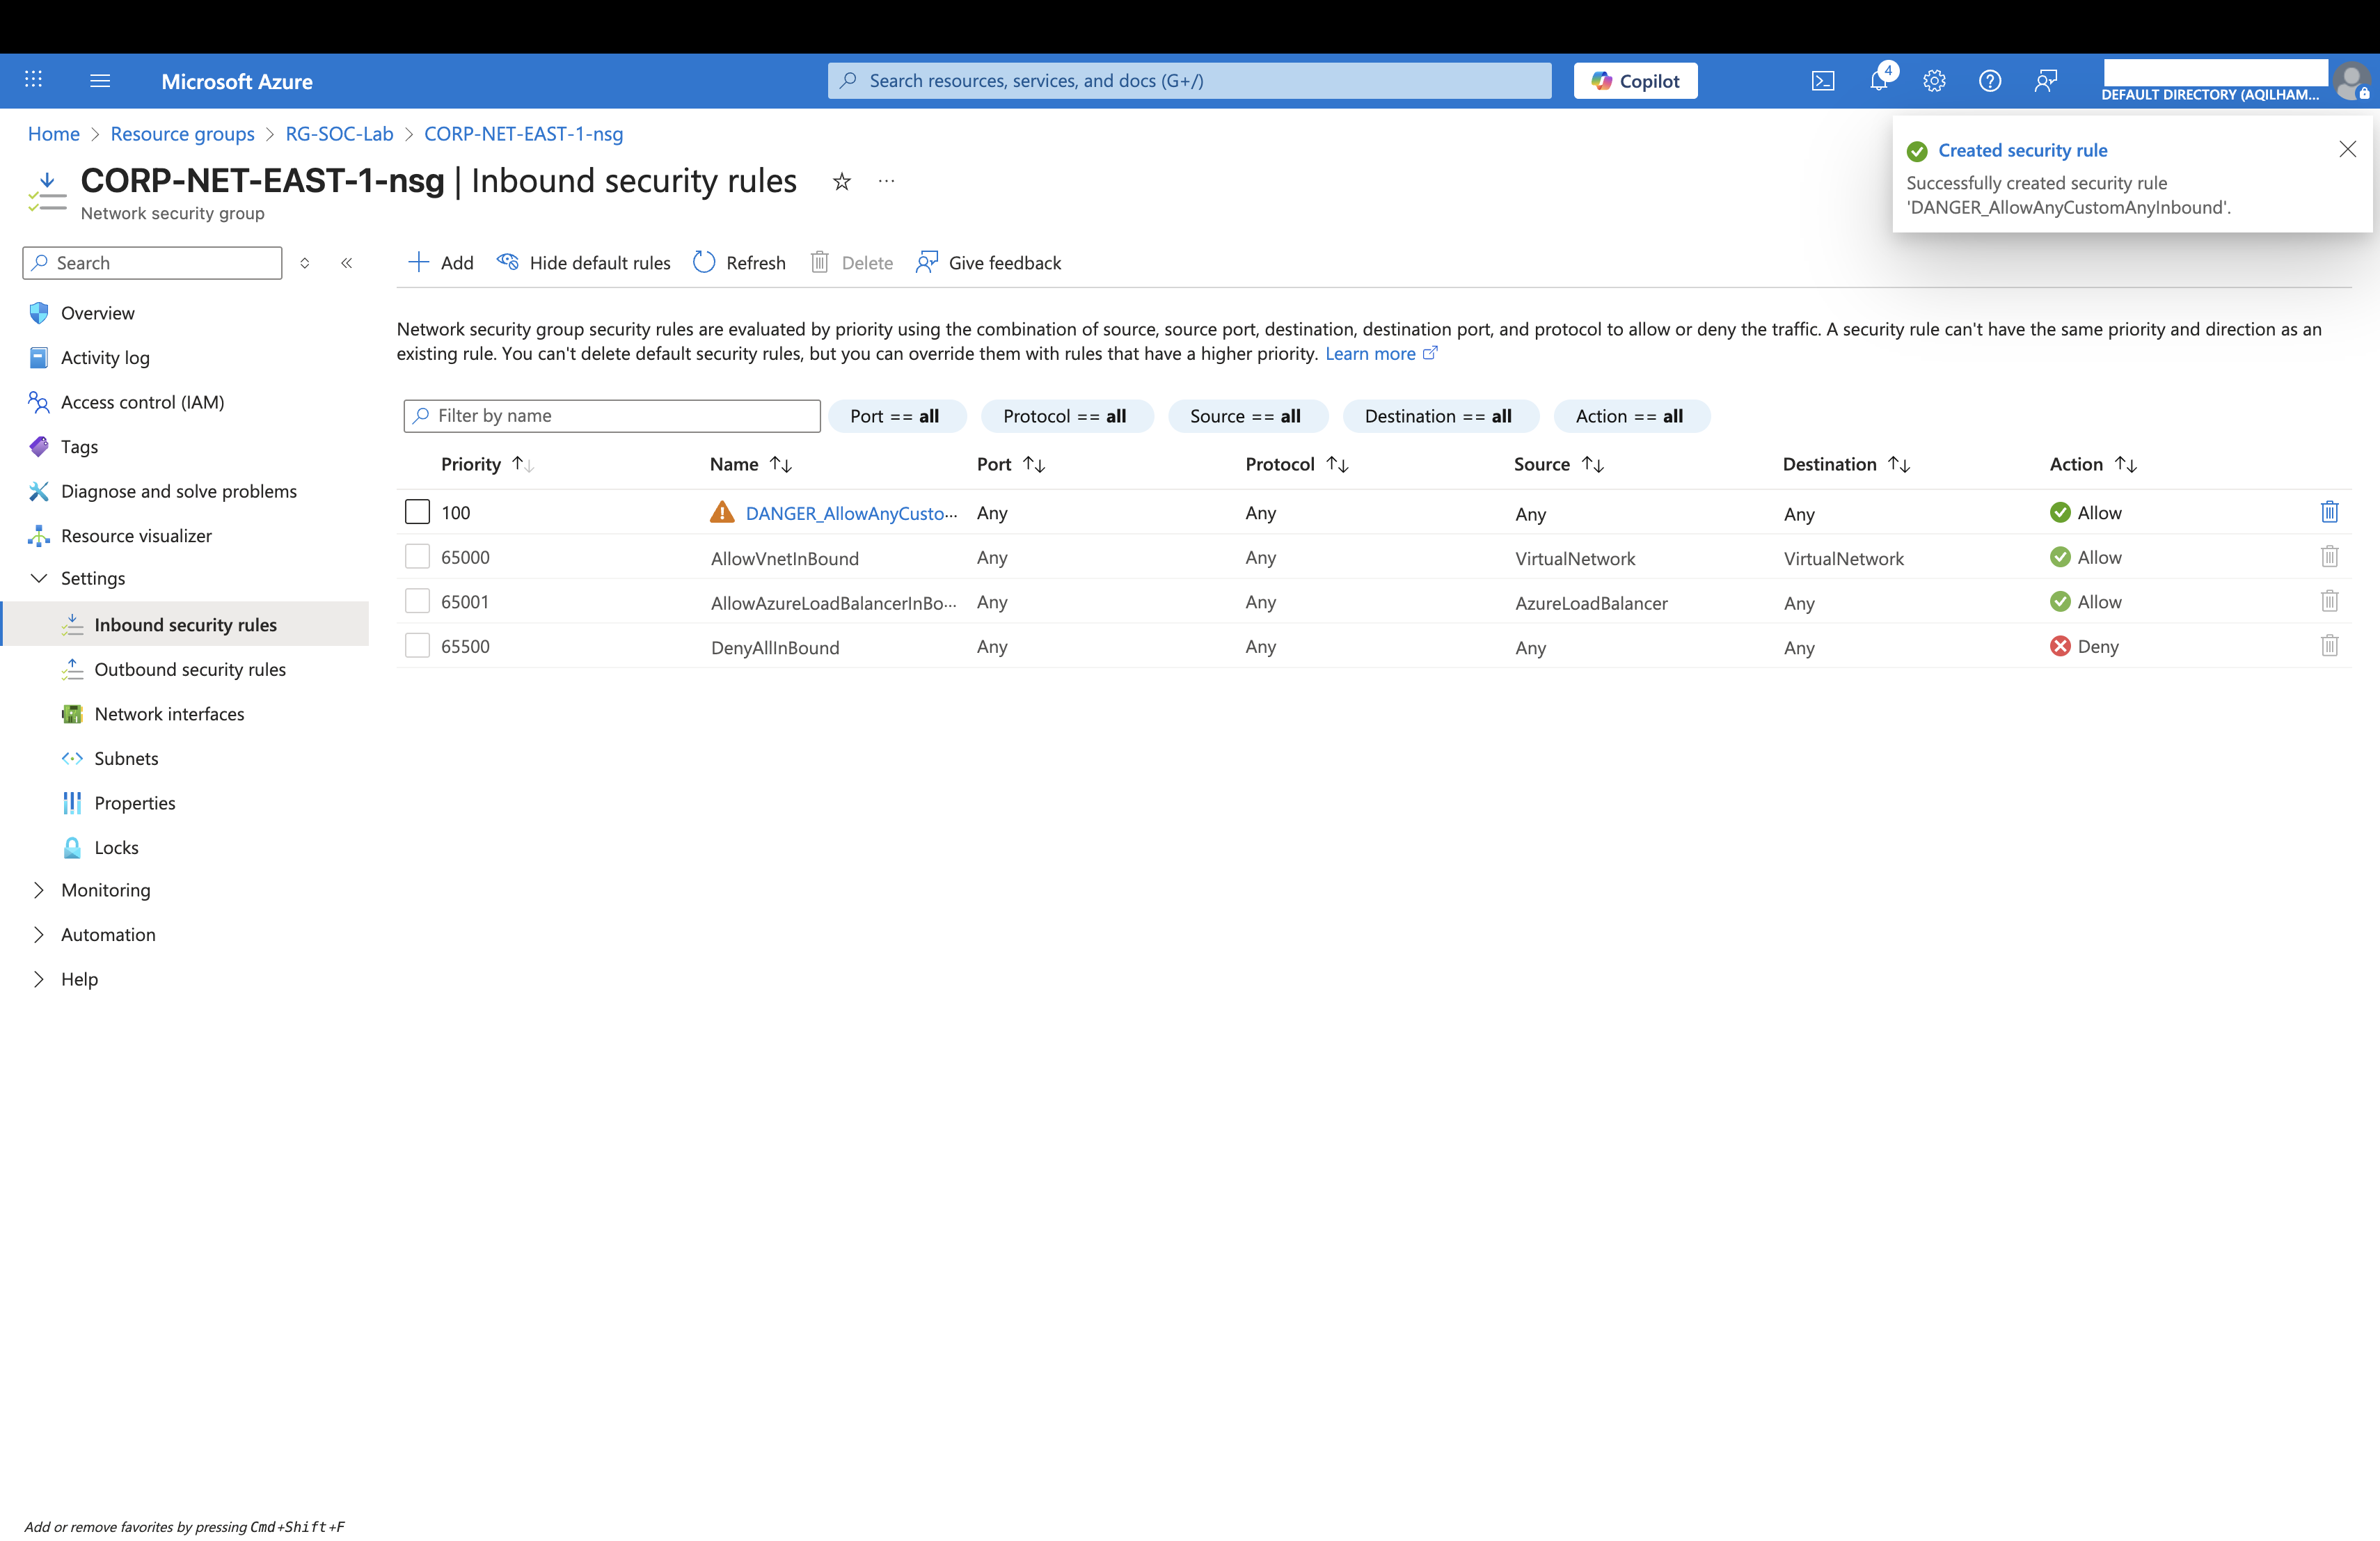 Microsoft Azure
Search resources, services, and docs (G+/)
Copilot
4
DEFAULT DIRECTORY (AQILHAM...
Home > Resource groups > RG-SOC-Lab > CORP-NET-EAST-1-nsg
CORP-NET-EAST-1-nsg | Inbound security rules
Network security group
Created security rule
Successfully created security rule
'DANGER_AllowAnyCustomAnyInbound'.
Search
Add
Hide default rules
Refresh
Delete
Give feedback
Overview
Activity log
Access control (IAM)
Tags
Diagnose and solve problems
Resource visualizer
Settings
Inbound security rules
Outbound security rules
Network interfaces
Subnets
Properties
Locks
Monitoring
Automation
Help
Network security group security rules are evaluated by priority using the combination of source, source port, destination, destination port, and protocol to allow or deny the traffic. A security rule can't have the same priority and direction as an
existing rule. You can't delete default security rules, but you can override them with rules that have a higher priority. Learn more
Filter by name
Port == all
Protocol == all
Source == all
Destination == all
Action == all
Priority Name Port Protocol Source Destination Action
100 DANGER_AllowAnyCusto... Any Any Any Any Allow
65000 AllowVnetInBound Any Any VirtualNetwork VirtualNetwork Allow
65001 AllowAzureLoadBalancerInBo... Any Any AzureLoadBalancer Any Allow
65500 DenyAllInBound Any Any Any Any Deny
Add or remove favorites by pressing Cmd+Shift+F